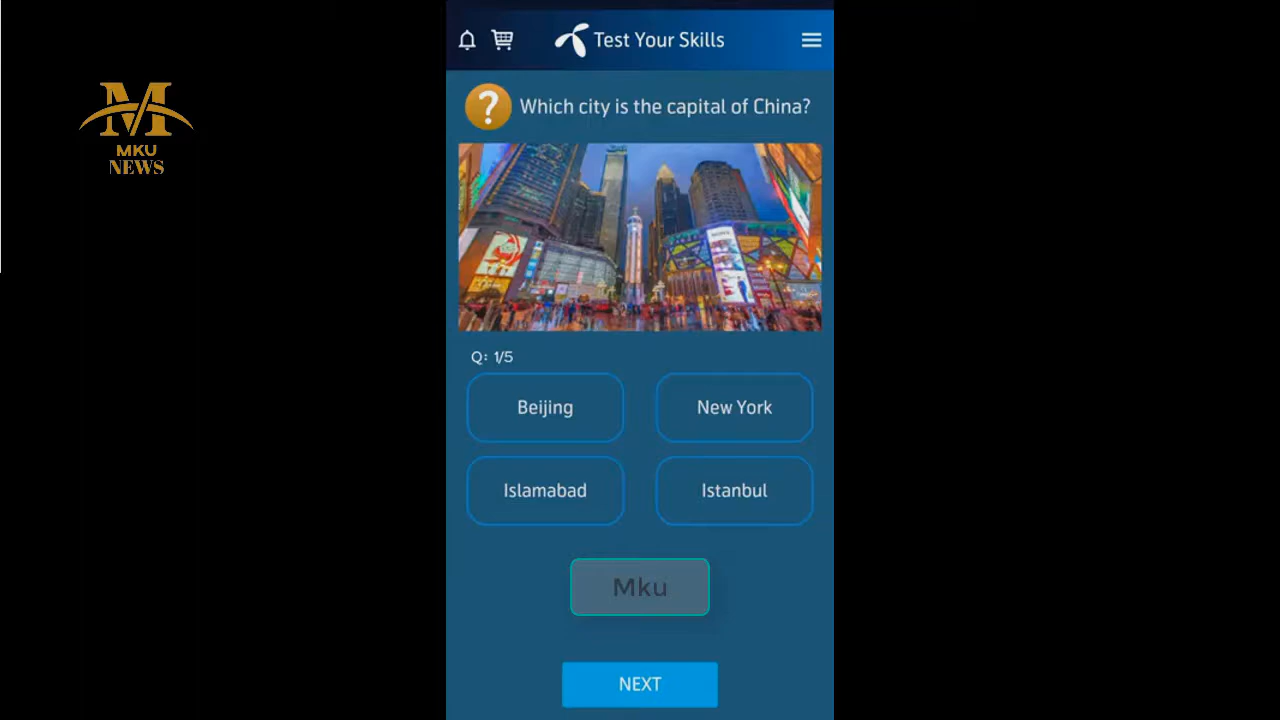 Test Your Skills
MKU
NEWS
Which city is the capital of China?
Q: 1/5
Beijing
New York
Islamabad
Istanbul
Mku
NEXT